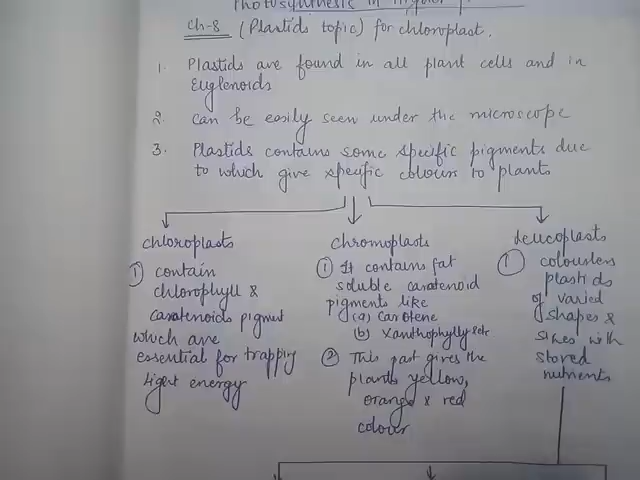 Photosynthesis in Higher
Ch-8 (Plastids topic) for chloroplast.
1. Plastids are found in all plant cells and in
Euglenoids
2. Can be easily seen under the microscope
3. Plastids contains some specific pigments due
to which give specific colours to plants
chloroplasts
① contain
chlorophyll &
carotenoids pigment
which are
essential for trapping
light energy
chromoplasts
① It contains fat
soluble carotenoid
pigments like
(a) carotene
(b) Xanthophylls etc
② This part gives the
plants yellow,
orange & red
colour
Leucoplasts
① colourless
plastids
of varied
shapes &
sizes with
stored
nutrients